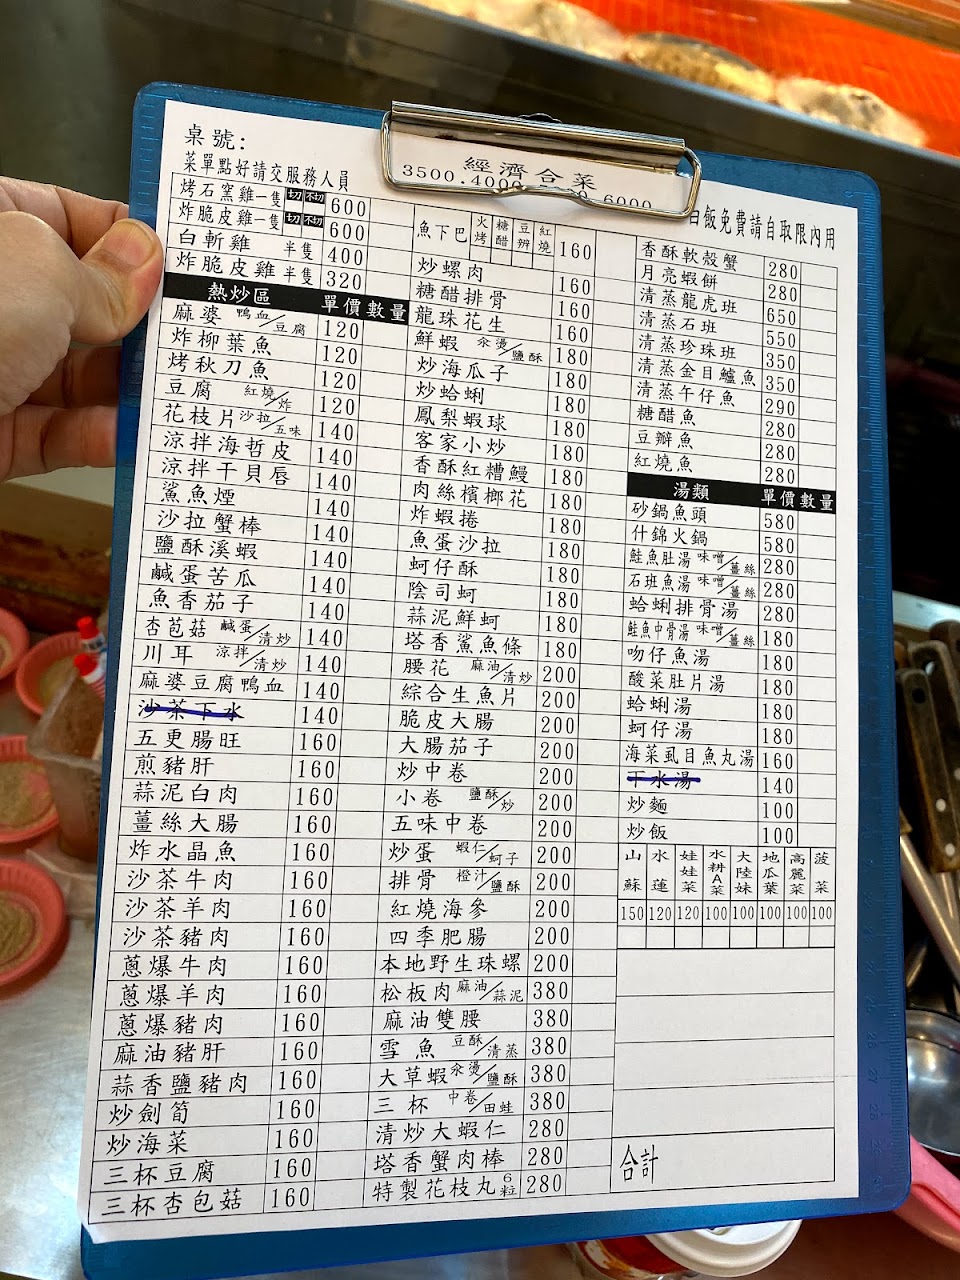 桌號:
菜單點好請交服務人員
經濟合菜
3500.4000
6000
白飯免費請自取限內用
烤石窯雞一隻 切 不切 600
炸脆皮雞一隻 切 不切 600
白斬雞 半隻 400
炸脆皮雞 半隻 320
熱炒區 單價 數量
麻婆 鴨血/豆腐 120
炸柳葉魚 120
烤秋刀魚 120
豆腐 紅燒/炸 120
花枝片 沙拉/五味 140
涼拌海哲皮 140
涼拌干貝唇 140
鯊魚煙 140
沙拉蟹棒 140
鹽酥溪蝦 140
鹹蛋苦瓜 140
魚香茄子 140
杏苞菇 鹹蛋/清炒 140
川耳 涼拌/清炒 140
麻婆豆腐鴨血 140
沙茶下水 140
五更腸旺 160
煎豬肝 160
蒜泥白肉 160
薑絲大腸 160
炸水晶魚 160
沙茶牛肉 160
沙茶羊肉 160
沙茶豬肉 160
蔥爆牛肉 160
蔥爆羊肉 160
蔥爆豬肉 160
麻油豬肝 160
蒜香鹽豬肉 160
炒劍筍 160
炒海菜 160
三杯豆腐 160
三杯杏包菇 160
魚下巴 火烤 糖醋 豆辨 紅燒 160
炒螺肉 160
糖醋排骨 160
龍珠花生 160
鮮蝦 汆燙/鹽酥 180
炒海瓜子 180
炒蛤蜊 180
鳳梨蝦球 180
客家小炒 180
香酥紅糟鰻 180
肉絲檳榔花 180
炸蝦捲 180
魚蛋沙拉 180
蚵仔酥 180
陰司蚵 180
蒜泥鮮蚵 180
塔香鯊魚條 180
腰花 麻油/清炒 200
綜合生魚片 200
脆皮大腸 200
大腸茄子 200
炒中卷 200
小卷 鹽酥/炒 200
五味中卷 200
炒蛋 蝦仁/蚵子 200
排骨 橙汁/鹽酥 200
紅燒海參 200
四季肥腸 200
本地野生珠螺 200
松板肉 麻油/蒜泥 380
麻油雙腰 380
雪魚 豆酥/清蒸 380
大草蝦 汆燙/鹽酥 380
三杯 中卷/田蛙 380
清炒大蝦仁 280
塔香蟹肉棒 280
特製花枝丸 6粒 280
香酥軟殼蟹 280
月亮蝦餅 280
清蒸龍虎班 650
清蒸石班 550
清蒸珍珠班 350
清蒸金目鱸魚 350
清蒸午仔魚 290
糖醋魚 280
豆瓣魚 280
紅燒魚 280
湯類 單價 數量
砂鍋魚頭 580
什錦火鍋 580
鮭魚肚湯 味噌/薑絲 280
石班魚湯 味噌/薑絲 280
蛤蜊排骨湯 280
鮭魚中骨湯 味噌/薑絲 180
吻仔魚湯 180
酸菜肚片湯 180
蛤蜊湯 180
蚵仔湯 180
海菜虱目魚丸湯 160
下水湯 140
炒麵 100
炒飯 100
山蘇 水蓮 娃娃菜 水耕A菜 大陸妹 地瓜葉 高麗菜 菠菜
150 120 120 100 100 100 100 100
合計